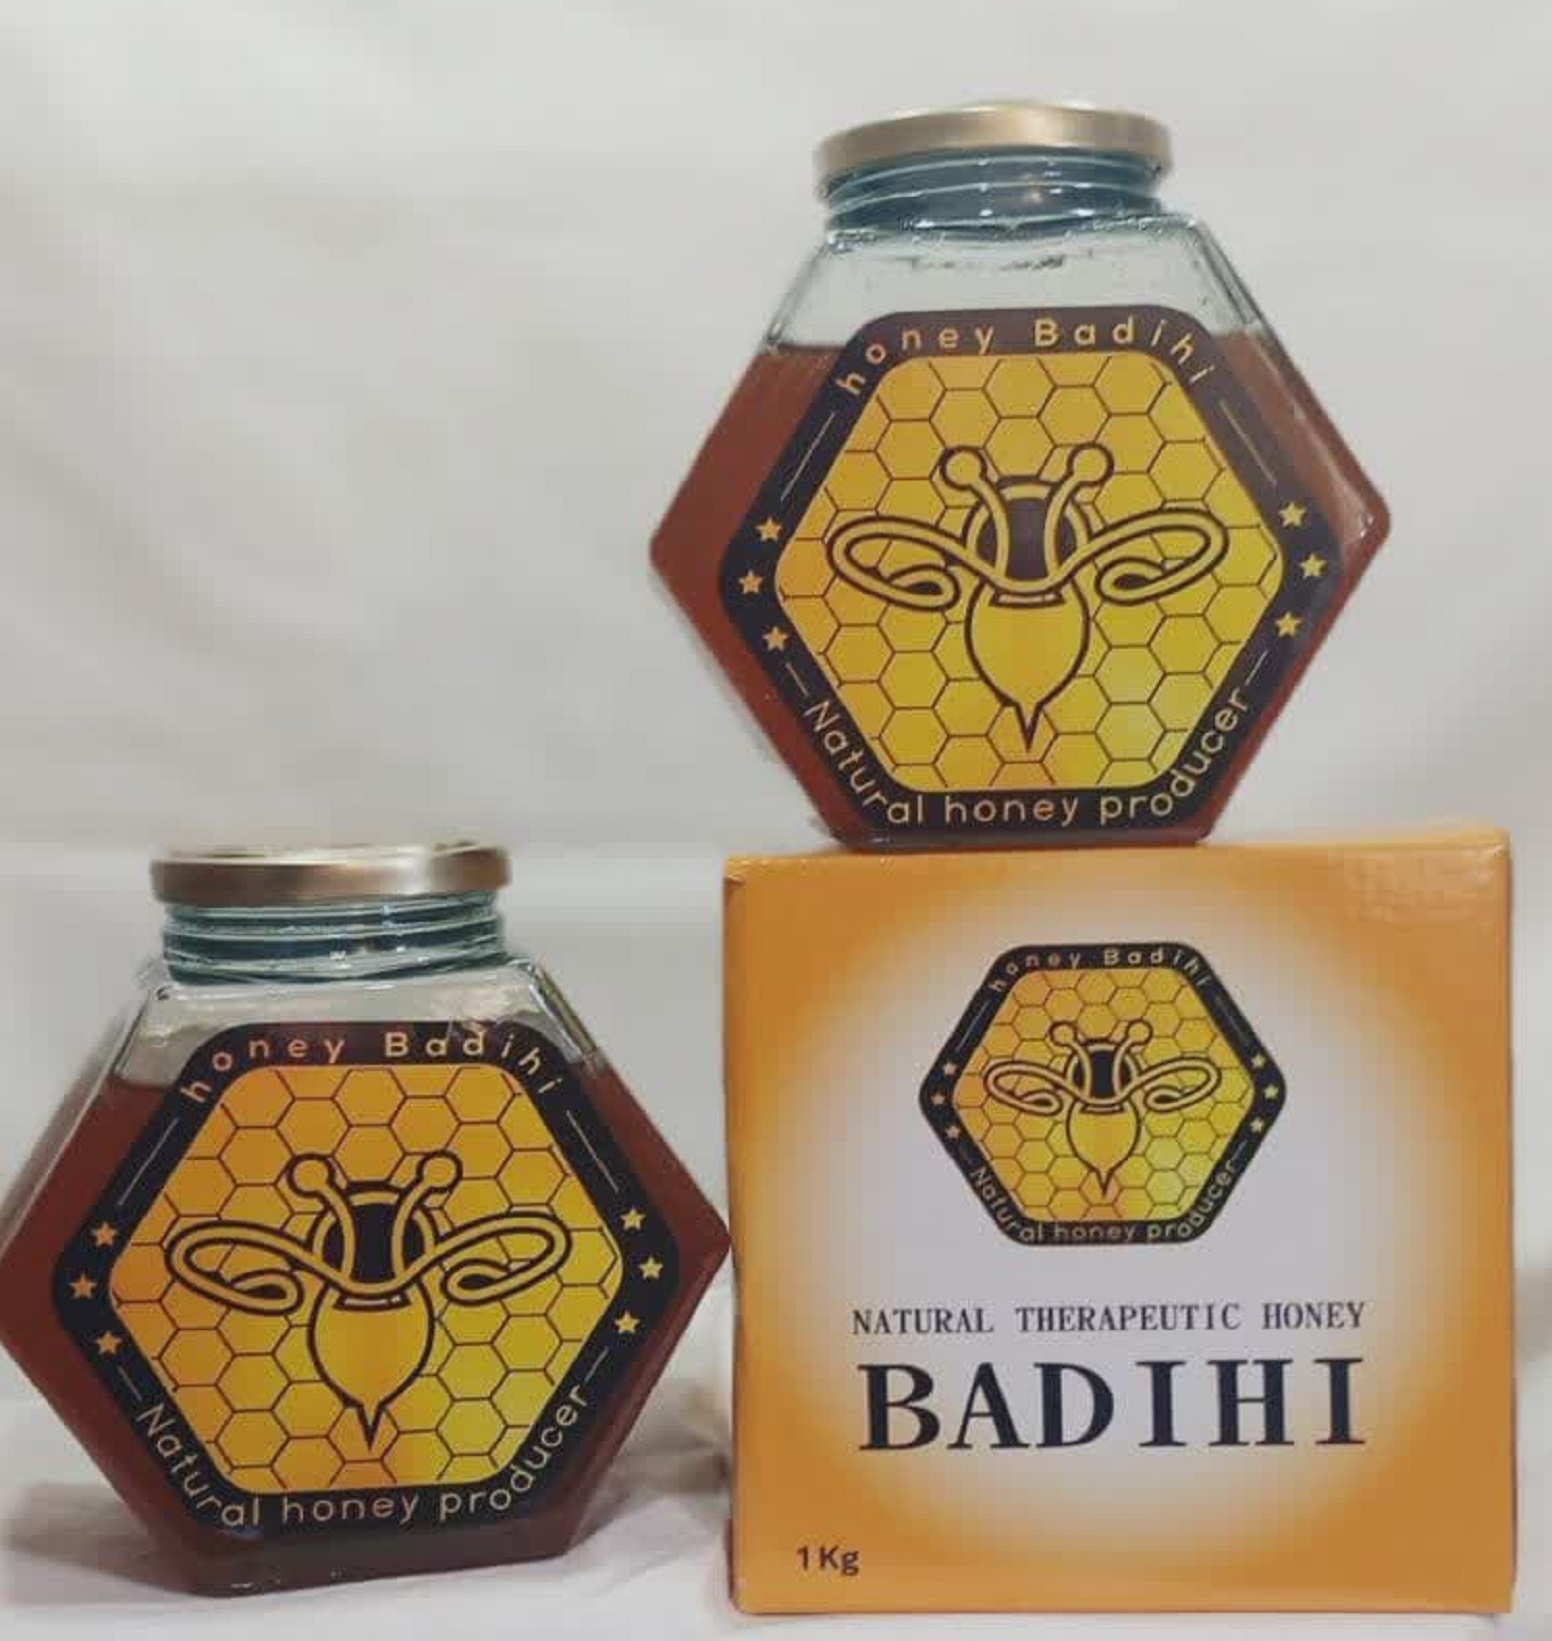 honey Badihi
Natural honey producer
honey Badihi
Natural honey producer
honey Badihi
Natural honey producer
NATURAL THERAPEUTIC HONEY
BADIHI
1Kg